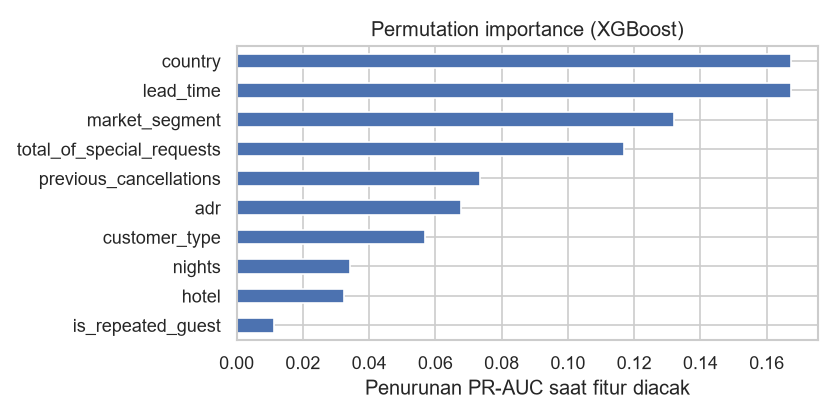 Permutation importance (XGBoost)
country
lead_time
market_segment
total_of_special_requests
previous_cancellations
adr
customer_type
nights
hotel
is_repeated_guest
0.00 0.02 0.04 0.06 0.08 0.10 0.12 0.14 0.16
Penurunan PR-AUC saat fitur diacak